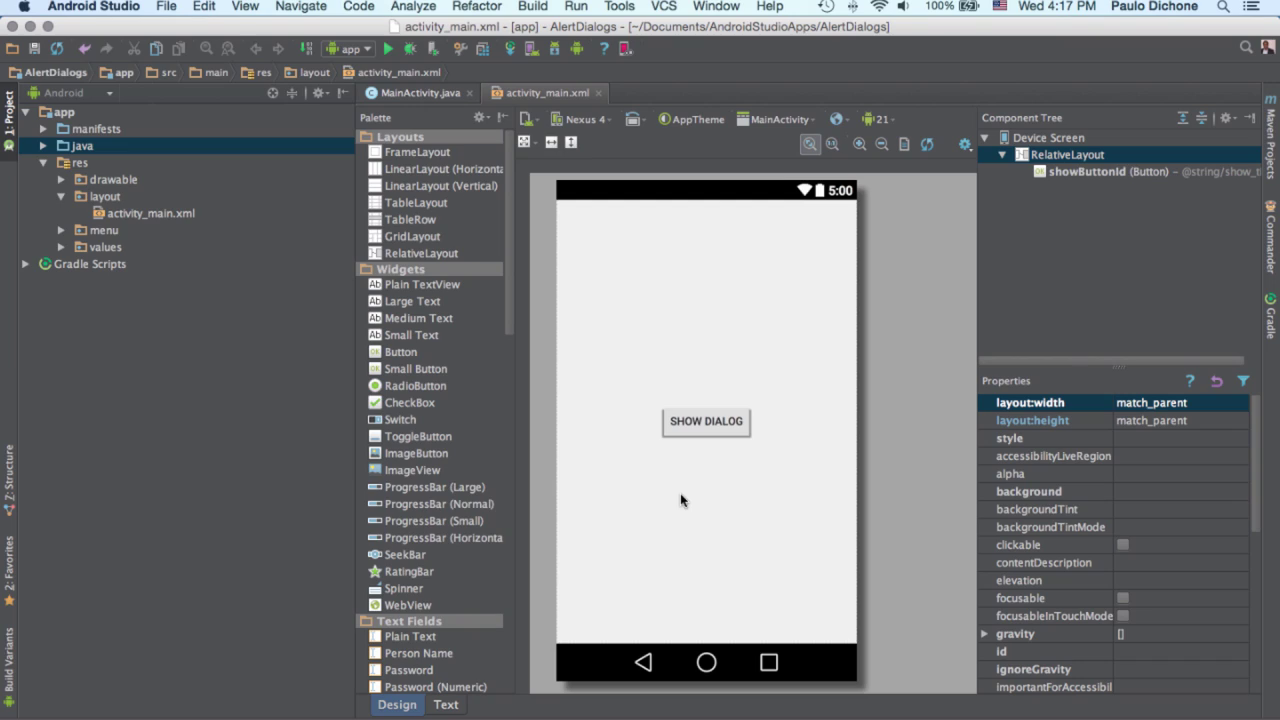 Android Studio File Edit View Navigate Code Analyze Refactor Build Run Tools VCS Window Help 100% Wed 4:17 PM Paulo Dichone
activity_main.xml - [app] - AlertDialogs - [~/Documents/AndroidStudioApps/AlertDialogs]
app
AlertDialogs app src main res layout activity_main.xml
1: Project
Z: Structure
2: Favorites
Build Variants
Android
app
manifests
java
res
drawable
layout
activity_main.xml
menu
values
Gradle Scripts
MainActivity.java activity_main.xml
Palette
Layouts
FrameLayout
LinearLayout (Horizonta
LinearLayout (Vertical)
TableLayout
TableRow
GridLayout
RelativeLayout
Widgets
Plain TextView
Large Text
Medium Text
Small Text
Button
Small Button
RadioButton
CheckBox
Switch
ToggleButton
ImageButton
ImageView
ProgressBar (Large)
ProgressBar (Normal)
ProgressBar (Small)
ProgressBar (Horizonta
SeekBar
RatingBar
Spinner
WebView
Text Fields
Plain Text
Person Name
Password
Password (Numeric)
Design Text
Nexus 4 AppTheme MainActivity 21
5:00
SHOW DIALOG
Component Tree
Device Screen
RelativeLayout
showButtonId (Button) - @string/show_
Properties
layout:width match_parent
layout:height match_parent
style
accessibilityLiveRegion
alpha
background
backgroundTint
backgroundTintMode
clickable
contentDescription
elevation
focusable
focusableInTouchMode
gravity []
id
ignoreGravity
importantForAccessibil
Maven Projects
Commander
Gradle